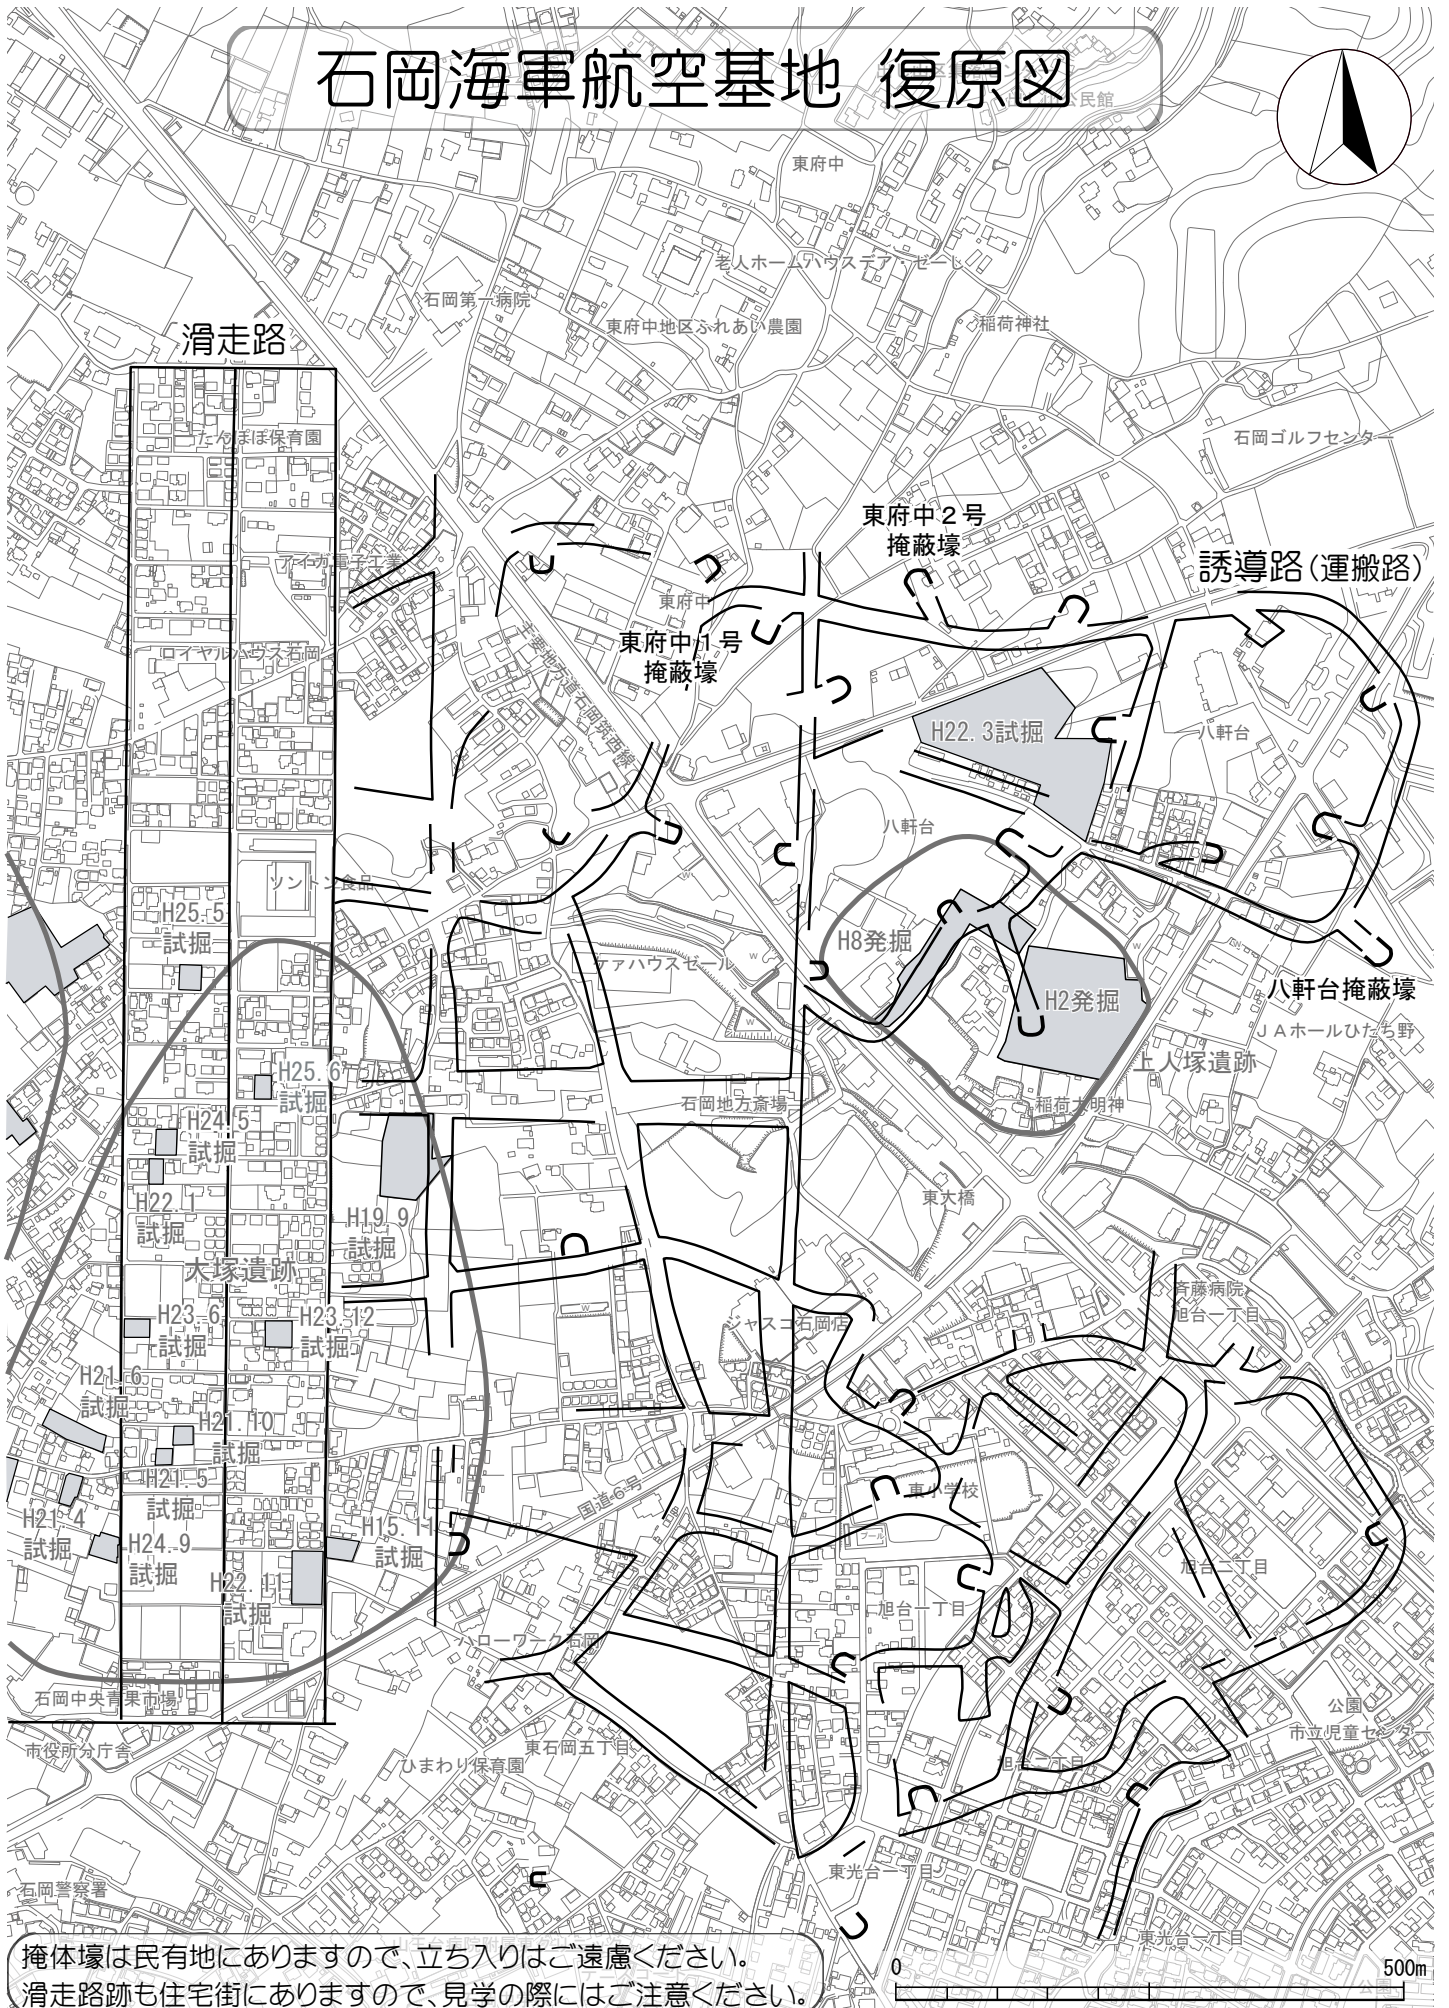 石岡海軍航空基地 復原図
公民館
東府中
老人ホームハウスデア・ゼーレ
石岡第一病院
東府中地区ふれあい農園
稲荷神社
滑走路
たんぽぽ保育園
石岡ゴルフセンター
東府中２号
掩蔽壕
誘導路(運搬路)
アイガ電子工業
東府中
東府中１号
掩蔽壕
主要地方道石岡筑西線
ロイヤルハウス石岡
H22.3試掘
八軒台
八軒台
ソントン食品
H25.5
試掘
H8発掘
ケアハウスゼーレ
H2発掘
八軒台掩蔽壕
ＪＡホールひたち野
上人塚遺跡
H25.6
試掘
石岡地方斎場
稲荷大明神
H24.5
試掘
H22.1
試掘
東大橋
H19.9
試掘
大塚遺跡
斉藤病院
旭台一丁目
H23.6
試掘
H23.12
試掘
ジャスコ石岡店
H21.6
試掘
H21.10
試掘
H21.5
試掘
国道6号
東小学校
プール
H21.4
試掘
H24.9
試掘
H15.11
試掘
H22.11
試掘
旭台二丁目
旭台一丁目
ハローワーク石岡
石岡中央青果市場
公園
市立児童センター
市役所分庁舎
東石岡五丁目
ひまわり保育園
旭台二丁目
東光台一丁目
石岡警察署
東光台一丁目
掩体壕は民有地にありますので、立ち入りはご遠慮ください。
滑走路跡も住宅街にありますので、見学の際にはご注意ください。
0
500m
公園